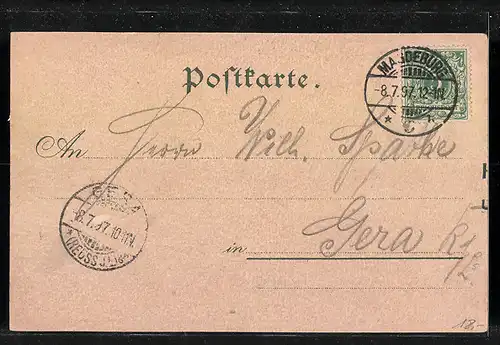 MAGDEBURG
-8.7.97.12-1N.
* c *
Postkarte.
An Herrn Wilh. Sparke
GERA
-8.7.97.10-11N.
* (REUSS J.L.)
in Gera
18,-